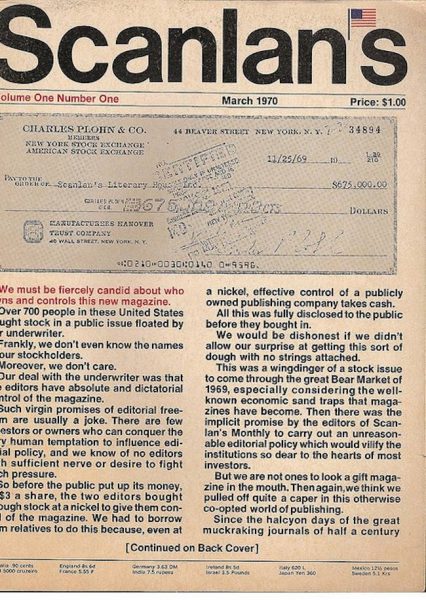 Scanlan's
olume One Number One
March 1970
Price: $1.00
CHARLES PLOHN & CO.
MEMBERS
NEW YORK STOCK EXCHANGE
AMERICAN STOCK EXCHANGE
44 BEAVER STREET NEW YORK, N. Y.
34894
11/25/69
1-30
210
PAY TO THE
ORDER OF
Scanlan's Literary House Inc.
$675,000.00
CERTIFIED
DOLLARS
MANUFACTURERS HANOVER
TRUST COMPANY
40 WALL STREET, NEW YORK, N. Y.
We must be fiercely candid about who
wns and controls this new magazine.
Over 700 people in these United States
ught stock in a public issue floated by
r underwriter.
Frankly, we don't even know the names
our stockholders.
Moreover, we don't care.
Our deal with the underwriter was that
e editors have absolute and dictatorial
ntrol of the magazine.
Such virgin promises of editorial free-
m are usually a joke. There are few
estors or owners who can conquer the
ry human temptation to influence edi-
ial policy, and we know of no editors
h sufficient nerve or desire to fight
ch pressure.
So before the public put up its money,
$3 a share, the two editors bought
ough stock at a nickel to give them con-
l of the magazine. We had to borrow
m relatives to do this because, even at
a nickel, effective control of a publicly
owned publishing company takes cash.
All this was fully disclosed to the public
before they bought in.
We would be dishonest if we didn't
allow our surprise at getting this sort of
dough with no strings attached.
This was a wingdinger of a stock issue
to come through the great Bear Market of
1969, especially considering the well-
known economic sand traps that maga-
zines have become. Then there was the
implicit promise by the editors of Scan-
lan's Monthly to carry out an unreason-
able editorial policy which would vilify the
institutions so dear to the hearts of most
investors.
But we are not ones to look a gift maga-
zine in the mouth. Then again, we think we
pulled off quite a caper in this otherwise
co-opted world of publishing.
Since the halcyon days of the great
muckraking journals of half a century
[Continued on Back Cover]
90 cents
5000 cruzeiro
England 8s 6d
France 5.55 F
Germany 3.63 DM
India 7.5 rupees
Ireland 8s 5d
Israel 3.5 Pounds
Italy 620 L
Japan Yen 360
Mexico 12½ pesos
Sweden 5.1 Krs